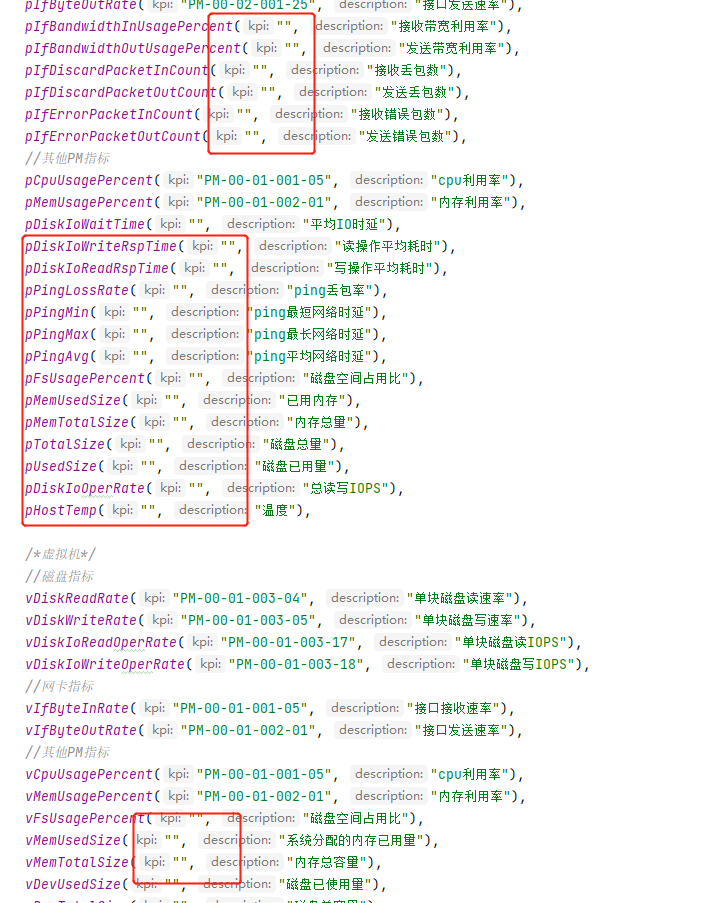 pIfByteOutRate( kpi: "PM-00-02-001-25", description: "接口发送速率"),
pIfBandwidthInUsagePercent( kpi: "", description: "接收带宽利用率"),
pIfBandwidthOutUsagePercent( kpi: "", description: "发送带宽利用率"),
pIfDiscardPacketInCount( kpi: "", description: "接收丢包数"),
pIfDiscardPacketOutCount( kpi: "", description: "发送丢包数"),
pIfErrorPacketInCount( kpi: "", description: "接收错误包数"),
pIfErrorPacketOutCount( kpi: "", description: "发送错误包数"),
//其他PM指标
pCpuUsagePercent( kpi: "PM-00-01-001-05", description: "cpu利用率"),
pMemUsagePercent( kpi: "PM-00-01-002-01", description: "内存利用率"),
pDiskIoWaitTime( kpi: "", description: "平均IO时延"),
pDiskIoWriteRspTime( kpi: "", description: "读操作平均耗时"),
pDiskIoReadRspTime( kpi: "", description: "写操作平均耗时"),
pPingLossRate( kpi: "", description: "ping丢包率"),
pPingMin( kpi: "", description: "ping最短网络时延"),
pPingMax( kpi: "", description: "ping最长网络时延"),
pPingAvg( kpi: "", description: "ping平均网络时延"),
pFsUsagePercent( kpi: "", description: "磁盘空间占用比"),
pMemUsedSize( kpi: "", description: "已用内存"),
pMemTotalSize( kpi: "", description: "内存总量"),
pTotalSize( kpi: "", description: "磁盘总量"),
pUsedSize( kpi: "", description: "磁盘已用量"),
pDiskIoOperRate( kpi: "", description: "总读写IOPS"),
pHostTemp( kpi: "", description: "温度"),
/*虚拟机*/
//磁盘指标
vDiskReadRate( kpi: "PM-00-01-003-04", description: "单块磁盘读速率"),
vDiskWriteRate( kpi: "PM-00-01-003-05", description: "单块磁盘写速率"),
vDiskIoReadOperRate( kpi: "PM-00-01-003-17", description: "单块磁盘读IOPS"),
vDiskIoWriteOperRate( kpi: "PM-00-01-003-18", description: "单块磁盘写IOPS"),
//网卡指标
vIfByteInRate( kpi: "PM-00-01-001-05", description: "接口接收速率"),
vIfByteOutRate( kpi: "PM-00-01-002-01", description: "接口发送速率"),
//其他PM指标
vCpuUsagePercent( kpi: "PM-00-01-001-05", description: "cpu利用率"),
vMemUsagePercent( kpi: "PM-00-01-002-01", description: "内存利用率"),
vFsUsagePercent( kpi: "", description: "磁盘空间占用比"),
vMemUsedSize( kpi: "", description: "系统分配的内存已用量"),
vMemTotalSize( kpi: "", description: "内存总容量"),
vDevUsedSize( kpi: "", description: "磁盘已使用量"),